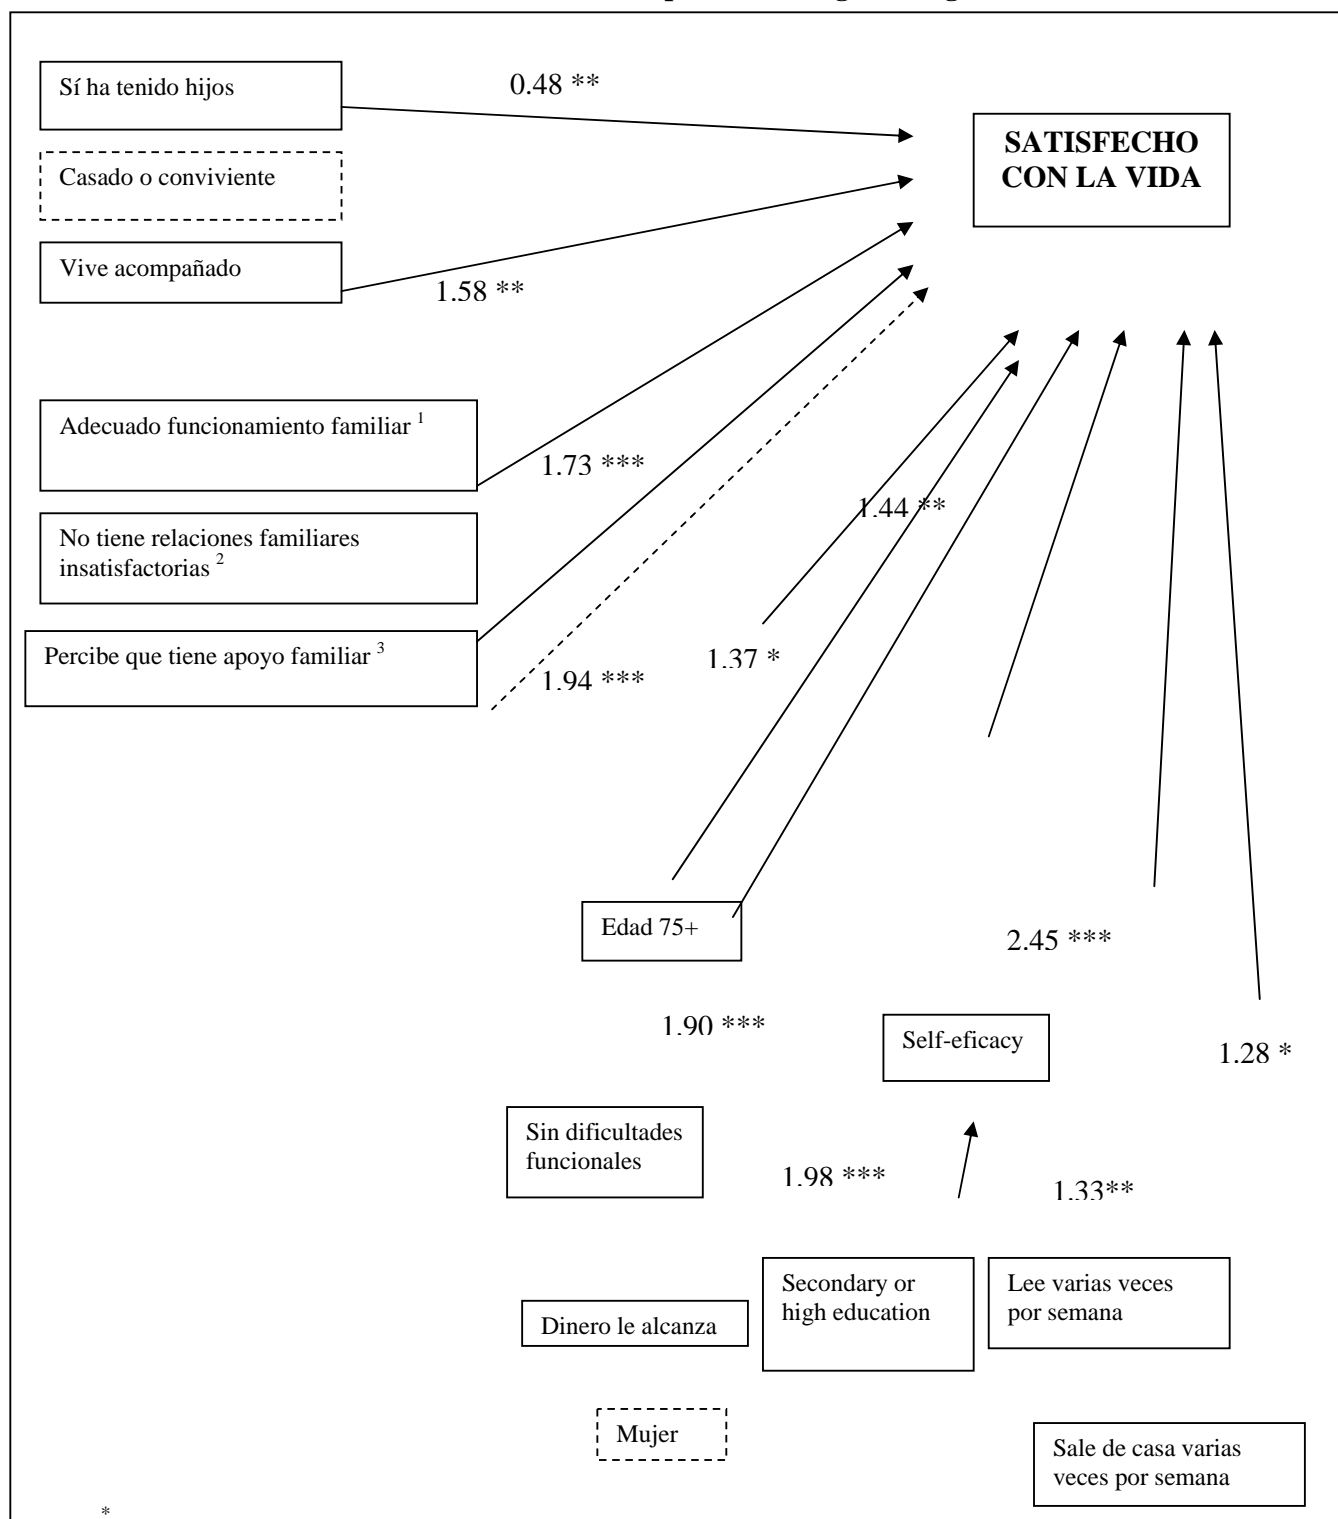 Sí ha tenido hijos
0.48 **
SATISFECHO
CON LA VIDA
Casado o conviviente
Vive acompañado
1.58 **
Adecuado funcionamiento familiar 1
1.73 ***
1.44 **
No tiene relaciones familiares
insatisfactorias 2
Percibe que tiene apoyo familiar 3
1.94 ***
1.37 *
Edad 75+
2.45 ***
1.90 ***
Self-eficacy
1.28 *
Sin dificultades
funcionales
1.98 ***
1.33**
Dinero le alcanza
Secondary or
high education
Lee varias veces
por semana
Mujer
Sale de casa varias
veces por semana
*